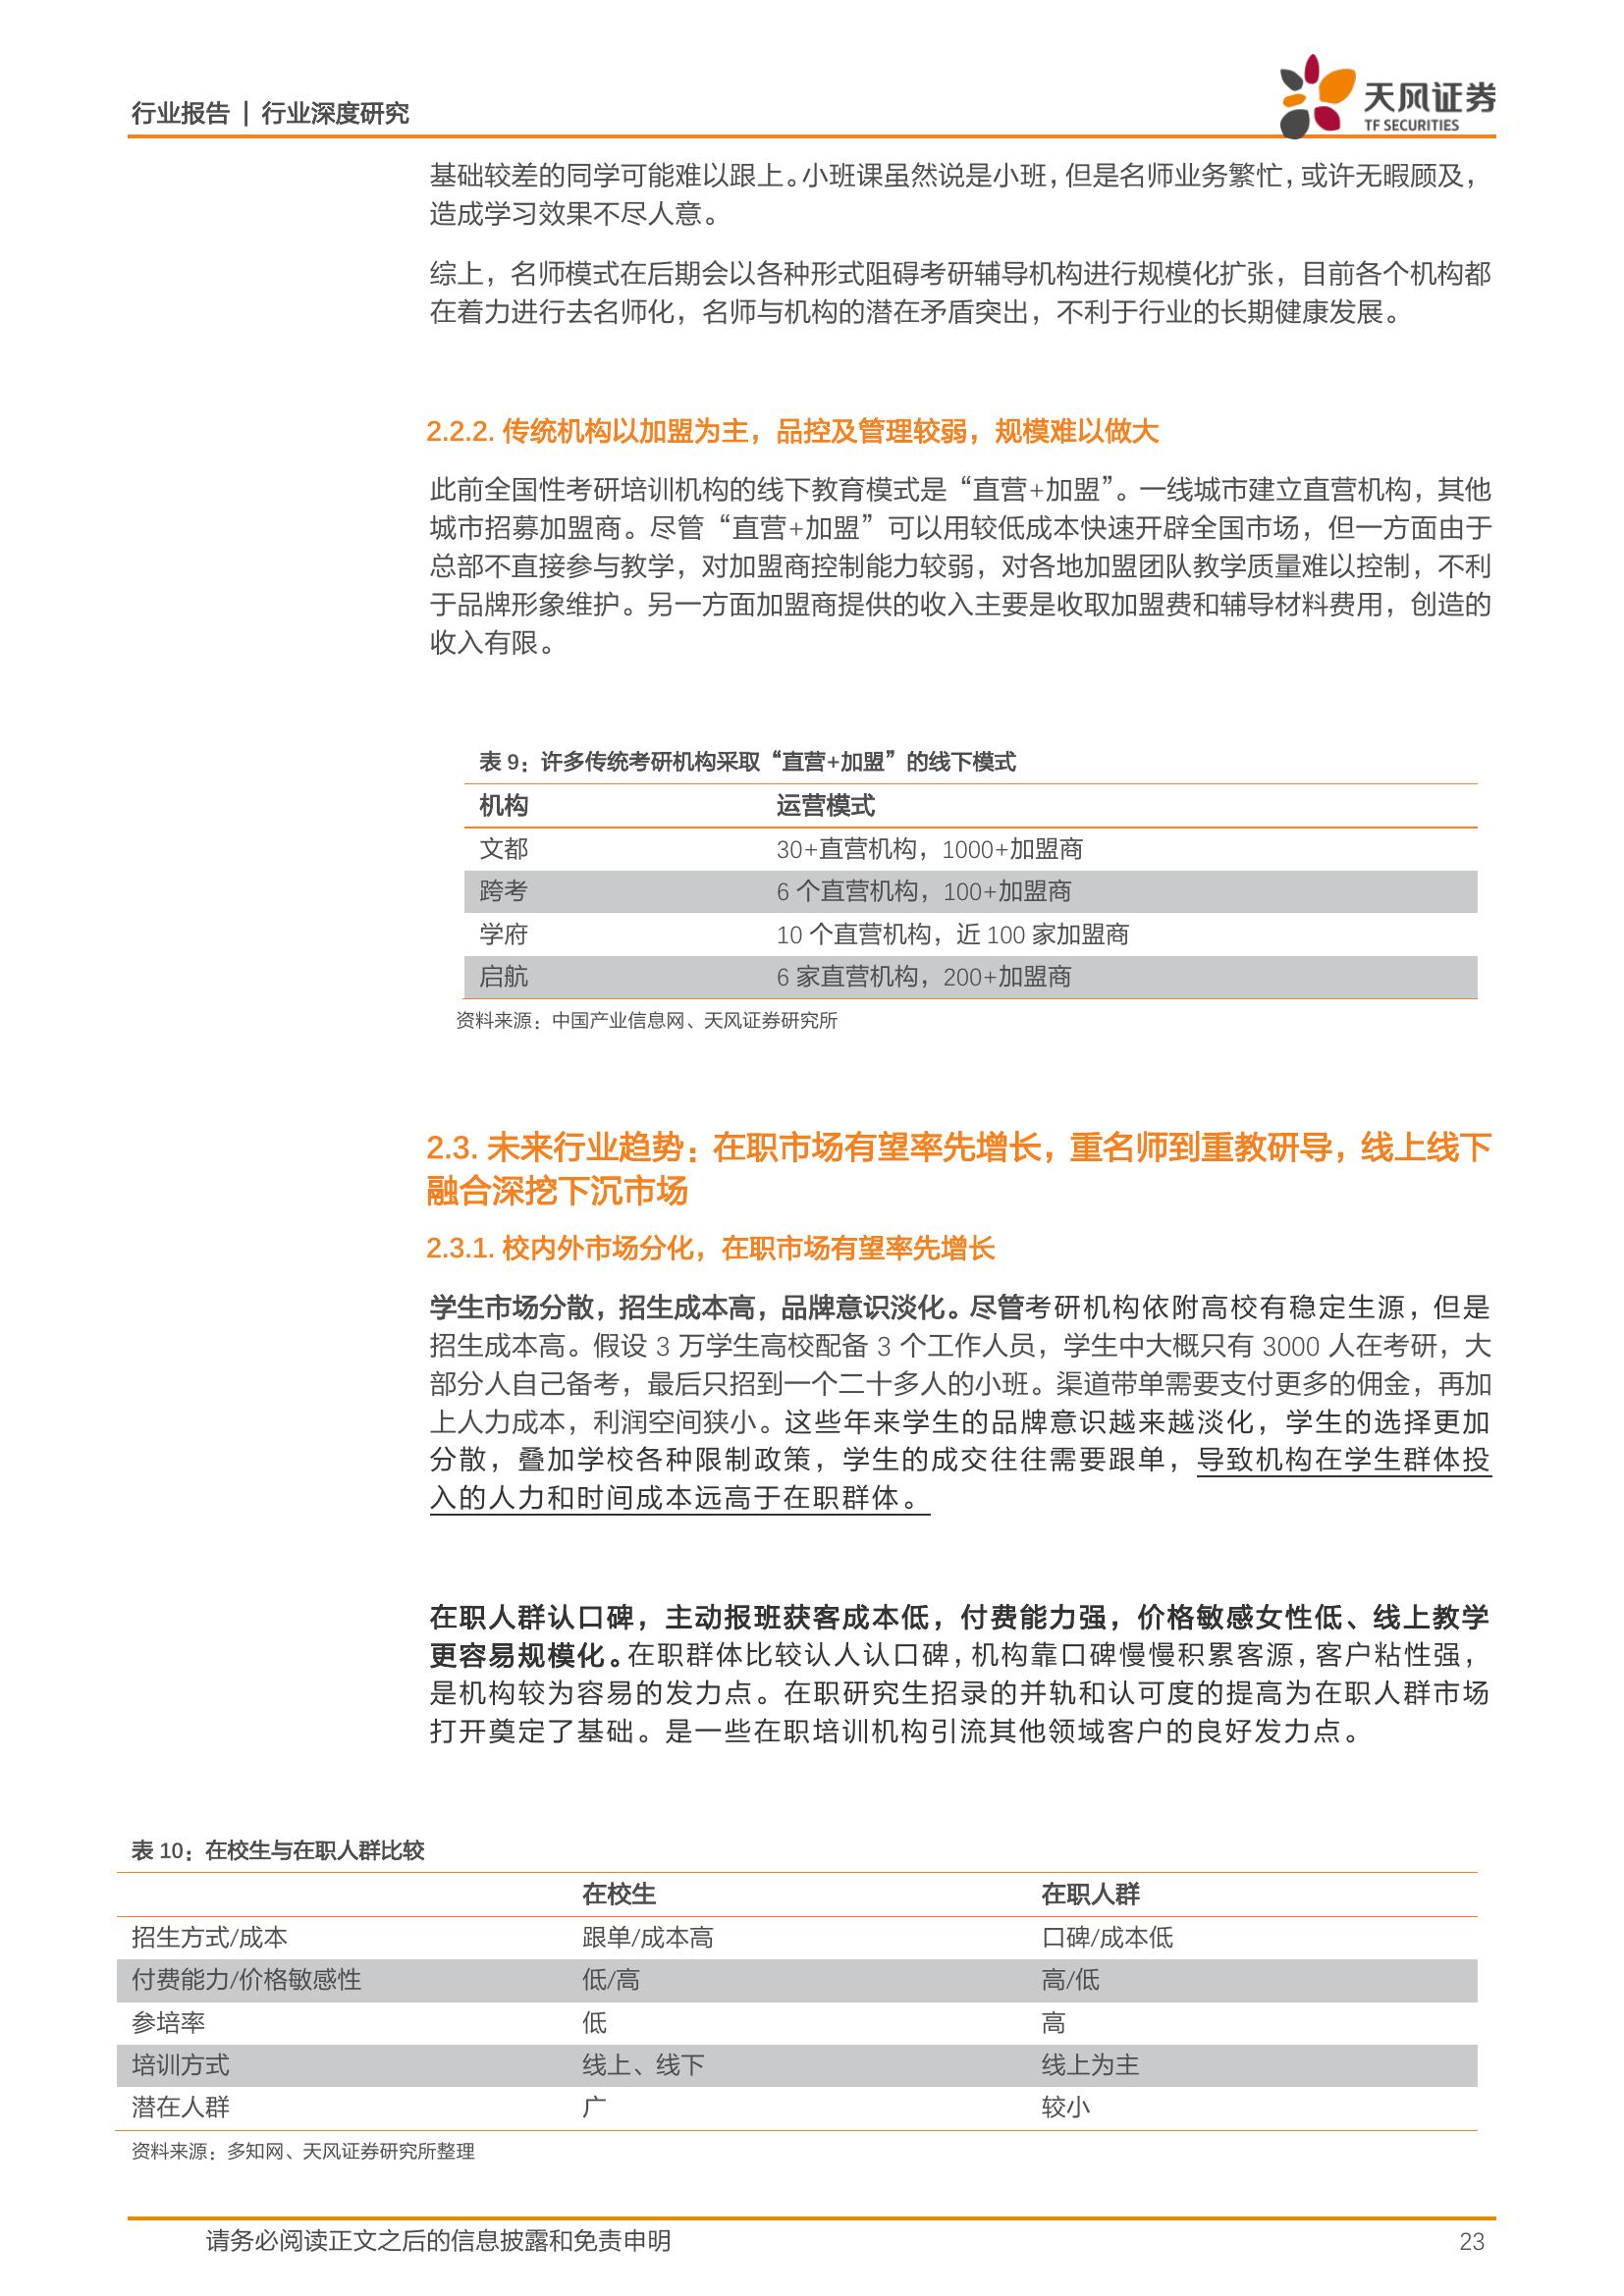 行业报告 | 行业深度研究
天风证券
TF SECURITIES
基础较差的同学可能难以跟上。小班课虽然说是小班，但是名师业务繁忙，或许无暇顾及，
造成学习效果不尽人意。
综上，名师模式在后期会以各种形式阻碍考研辅导机构进行规模化扩张，目前各个机构都
在着力进行去名师化，名师与机构的潜在矛盾突出，不利于行业的长期健康发展。
2.2.2. 传统机构以加盟为主，品控及管理较弱，规模难以做大
此前全国性考研培训机构的线下教育模式是“直营+加盟”。一线城市建立直营机构，其他
城市招募加盟商。尽管“直营+加盟”可以用较低成本快速开辟全国市场，但一方面由于
总部不直接参与教学，对加盟商控制能力较弱，对各地加盟团队教学质量难以控制，不利
于品牌形象维护。另一方面加盟商提供的收入主要是收取加盟费和辅导材料费用，创造的
收入有限。
表 9：许多传统考研机构采取“直营+加盟”的线下模式
机构 运营模式
文都 30+直营机构，1000+加盟商
跨考 6 个直营机构，100+加盟商
学府 10 个直营机构，近 100 家加盟商
启航 6 家直营机构，200+加盟商
资料来源：中国产业信息网、天风证券研究所
2.3. 未来行业趋势：在职市场有望率先增长，重名师到重教研导，线上线下
融合深挖下沉市场
2.3.1. 校内外市场分化，在职市场有望率先增长
学生市场分散，招生成本高，品牌意识淡化。尽管考研机构依附高校有稳定生源，但是
招生成本高。假设 3 万学生高校配备 3 个工作人员，学生中大概只有 3000 人在考研，大
部分人自己备考，最后只招到一个二十多人的小班。渠道带单需要支付更多的佣金，再加
上人力成本，利润空间狭小。这些年来学生的品牌意识越来越淡化，学生的选择更加
分散，叠加学校各种限制政策，学生的成交往往需要跟单，导致机构在学生群体投
入的人力和时间成本远高于在职群体。
在职人群认口碑，主动报班获客成本低，付费能力强，价格敏感女性低、线上教学
更容易规模化。在职群体比较认人认口碑，机构靠口碑慢慢积累客源，客户粘性强，
是机构较为容易的发力点。在职研究生招录的并轨和认可度的提高为在职人群市场
打开奠定了基础。是一些在职培训机构引流其他领域客户的良好发力点。
表 10：在校生与在职人群比较
在校生 在职人群
招生方式/成本 跟单/成本高 口碑/成本低
付费能力/价格敏感性 低/高 高/低
参培率 低 高
培训方式 线上、线下 线上为主
潜在人群 广 较小
资料来源：多知网、天风证券研究所整理
请务必阅读正文之后的信息披露和免责申明 23